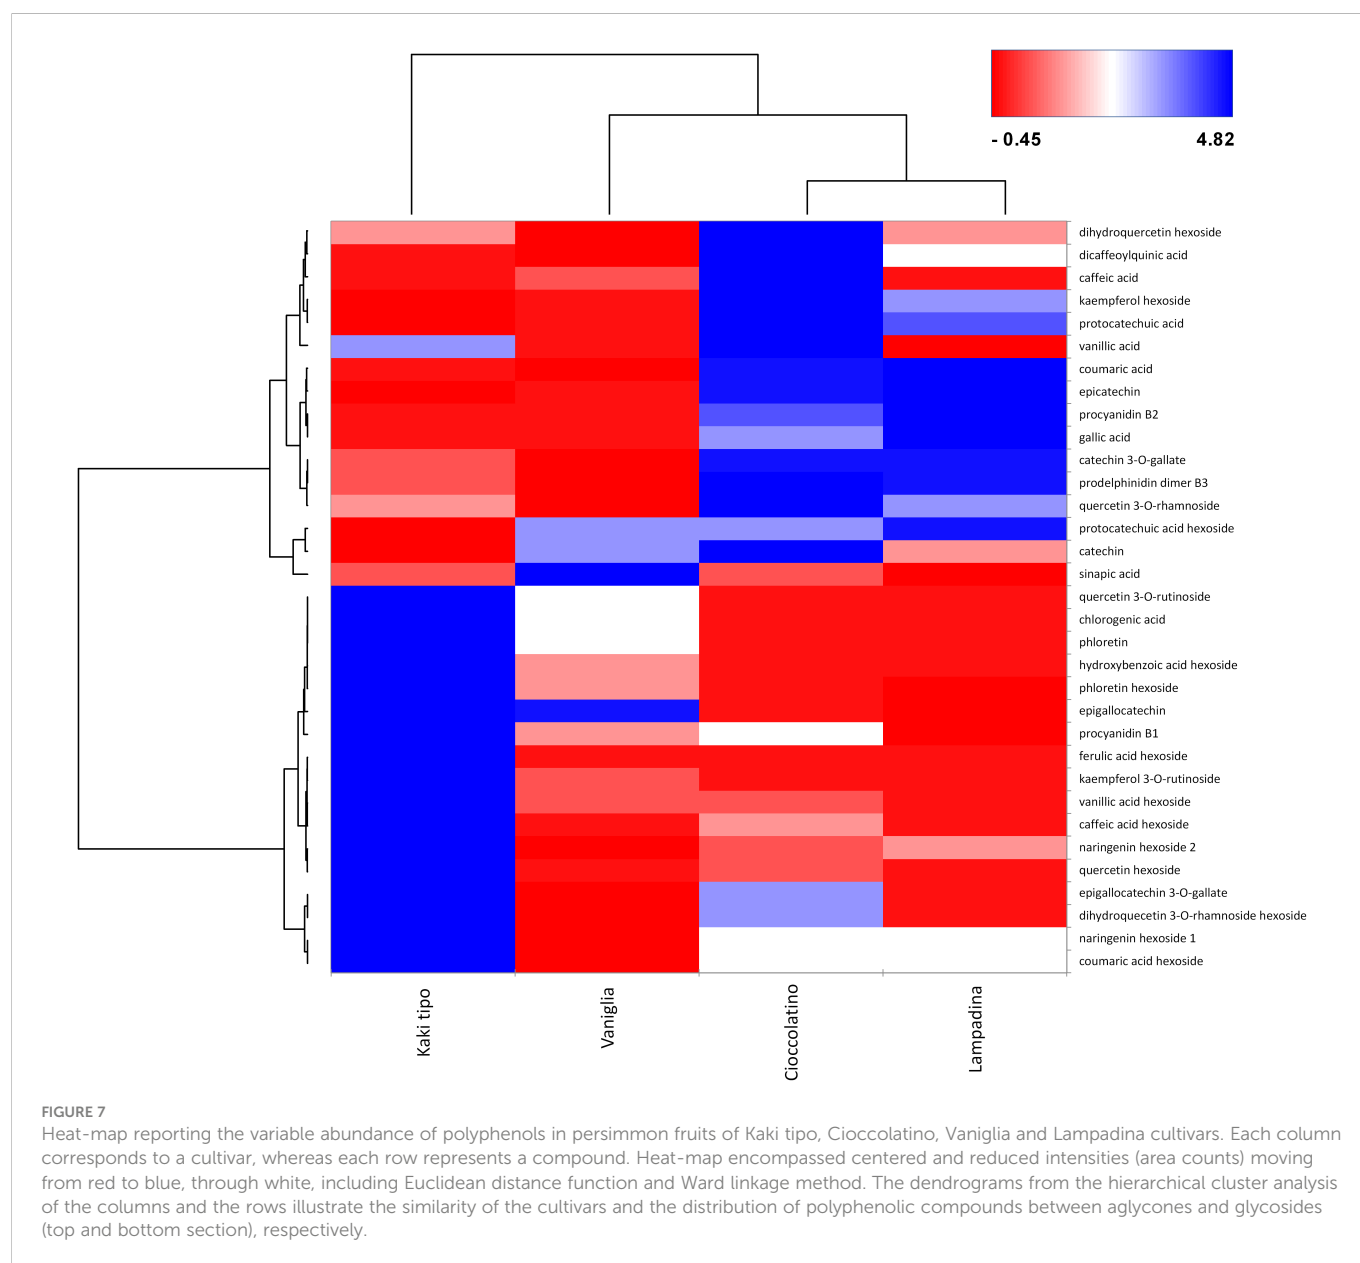 - 0.45 4.82
dihydroquercetin hexoside
dicaffeoylquinic acid
caffeic acid
kaempferol hexoside
protocatechuic acid
vanillic acid
coumaric acid
epicatechin
procyanidin B2
gallic acid
catechin 3-O-gallate
prodelphinidin dimer B3
quercetin 3-O-rhamnoside
protocatechuic acid hexoside
catechin
sinapic acid
quercetin 3-O-rutinoside
chlorogenic acid
phloretin
hydroxybenzoic acid hexoside
phloretin hexoside
epigallocatechin
procyanidin B1
ferulic acid hexoside
kaempferol 3-O-rutinoside
vanillic acid hexoside
caffeic acid hexoside
naringenin hexoside 2
quercetin hexoside
epigallocatechin 3-O-gallate
dihydroquecetin 3-O-rhamnoside hexoside
naringenin hexoside 1
coumaric acid hexoside
Kaki tipo
Vaniglia
Cioccolatino
Lampadina
FIGURE 7
Heat-map reporting the variable abundance of polyphenols in persimmon fruits of Kaki tipo, Cioccolatino, Vaniglia and Lampadina cultivars. Each column
corresponds to a cultivar, whereas each row represents a compound. Heat-map encompassed centered and reduced intensities (area counts) moving
from red to blue, through white, including Euclidean distance function and Ward linkage method. The dendrograms from the hierarchical cluster analysis
of the columns and the rows illustrate the similarity of the cultivars and the distribution of polyphenolic compounds between aglycones and glycosides
(top and bottom section), respectively.